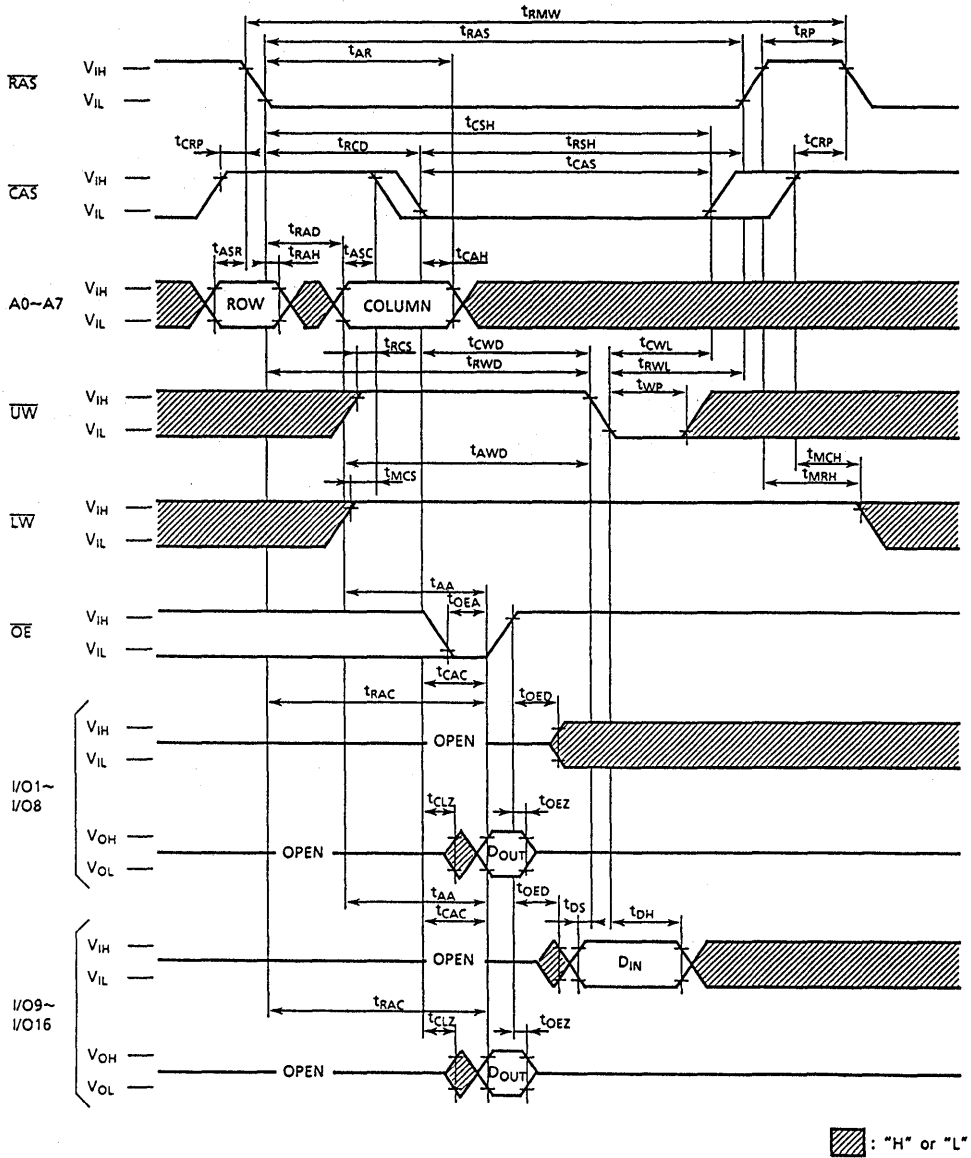 tRMW
tRAS
tRP
tAR
RAS
VIH
VIL
tCSH
tCRP
tRCD
tRSH
tCRP
tCAS
CAS
VIH
VIL
tRAD
tASR
tRAH
tASC
tCAH
A0~A7
VIH
VIL
ROW
COLUMN
tRCS
tCWD
tCWL
tRWD
tRWL
tWP
UW
VIH
VIL
tAWD
tMCH
tMCS
tMRH
LW
VIH
VIL
tAA
tOEA
OE
VIH
VIL
tCAC
tRAC
tOED
VIH
VIL
OPEN
I/O1~
I/O8
tCLZ
tOEZ
VOH
VOL
OPEN
DOUT
tAA
tOED
tCAC
tDS
tDH
VIH
VIL
OPEN
DIN
I/O9~
I/O16
tRAC
tCLZ
tOEZ
VOH
VOL
OPEN
DOUT
: "H" or "L"